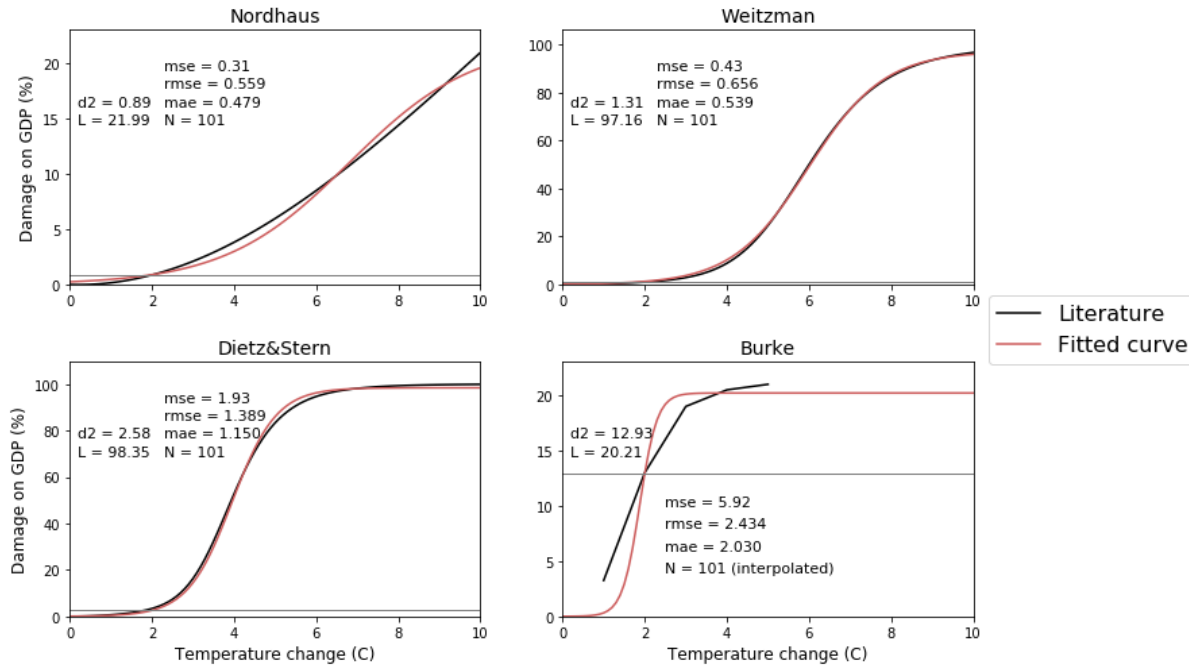 Nordhaus
mse = 0.31
rmse = 0.559
d2 = 0.89 mae = 0.479
L = 21.99 N = 101
Damage on GDP (%)
20
15
10
5
0
0 2 4 6 8 10
Weitzman
mse = 0.43
rmse = 0.656
d2 = 1.31 mae = 0.539
L = 97.16 N = 101
100
80
60
40
20
0
0 2 4 6 8 10
Literature
Fitted curve
Dietz&Stern
mse = 1.93
rmse = 1.389
d2 = 2.58 mae = 1.150
L = 98.35 N = 101
Damage on GDP (%)
100
80
60
40
20
0
0 2 4 6 8 10
Temperature change (C)
Burke
d2 = 12.93
L = 20.21
mse = 5.92
rmse = 2.434
mae = 2.030
N = 101 (interpolated)
20
15
10
5
0
0 2 4 6 8 10
Temperature change (C)